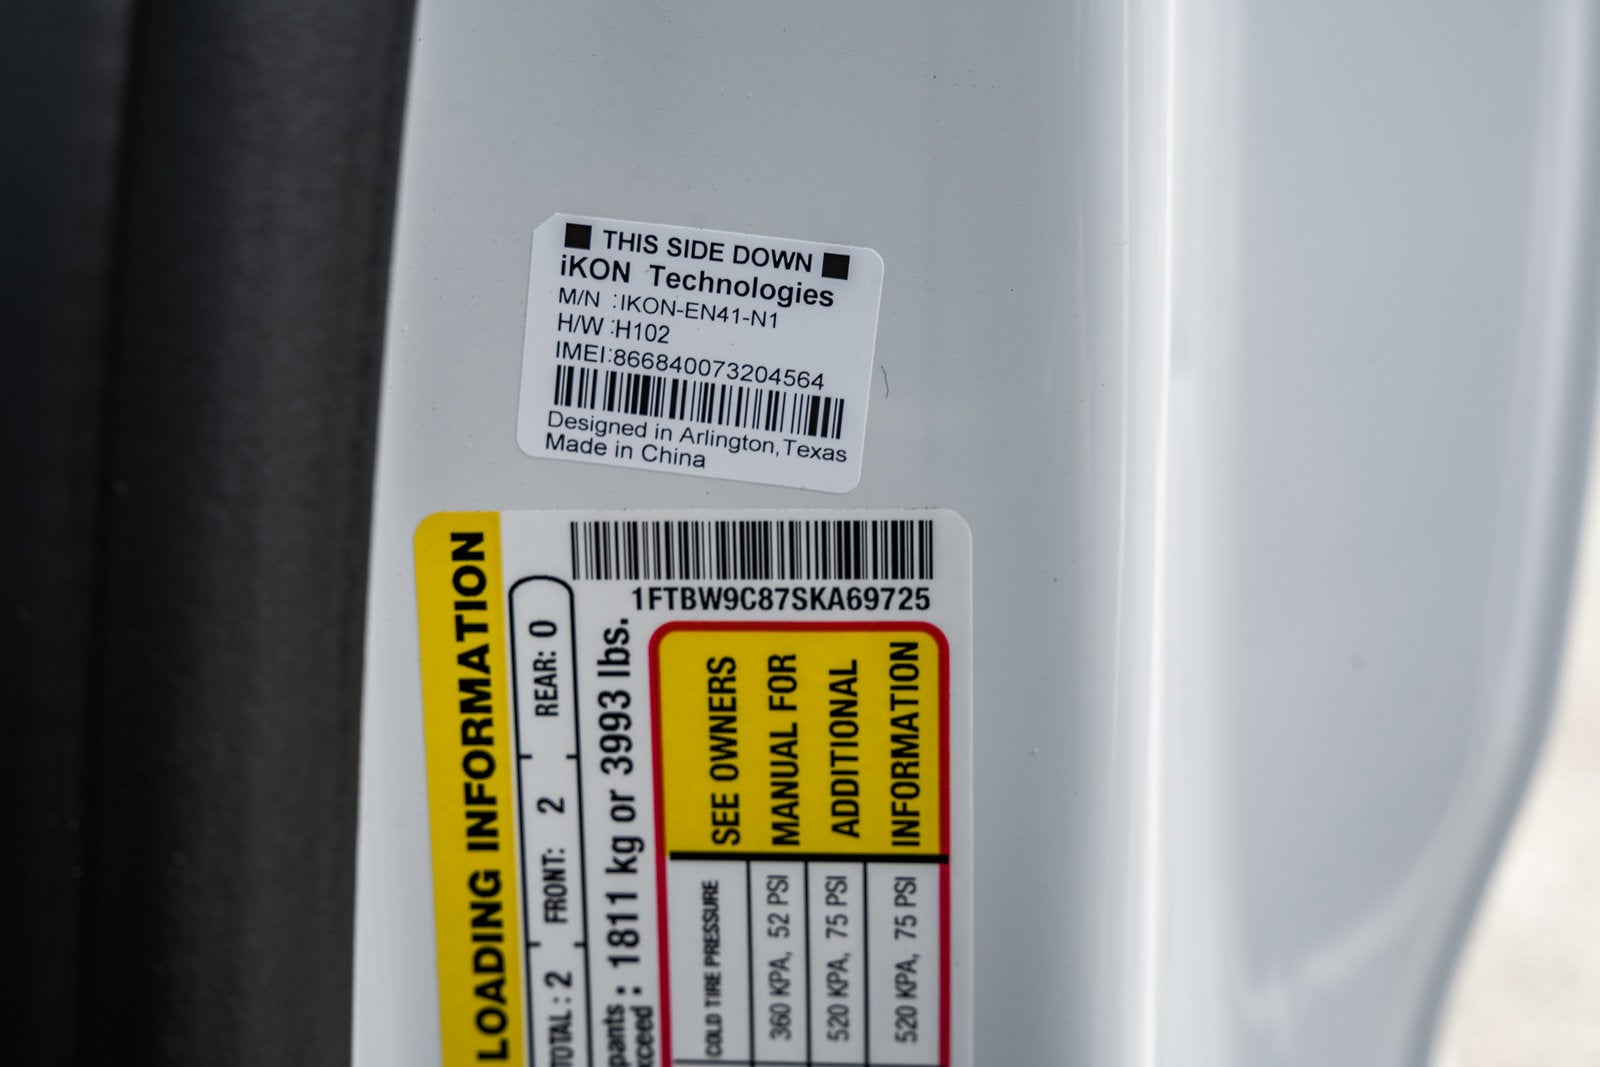 THIS SIDE DOWN
iKON Technologies
M/N :IKON-EN41-N1
H/W :H102
IMEI:866840073204564
Designed in Arlington,Texas
Made in China
1FTBW9C87SKA69725
LOADING INFORMATION
TOTAL : 2 FRONT: 2 REAR: 0
pants : 1811 kg or 3993 lbs.
xceed
SEE OWNERS
MANUAL FOR
ADDITIONAL
INFORMATION
COLD TIRE PRESSURE
360 KPA, 52 PSI
520 KPA, 75 PSI
520 KPA, 75 PSI